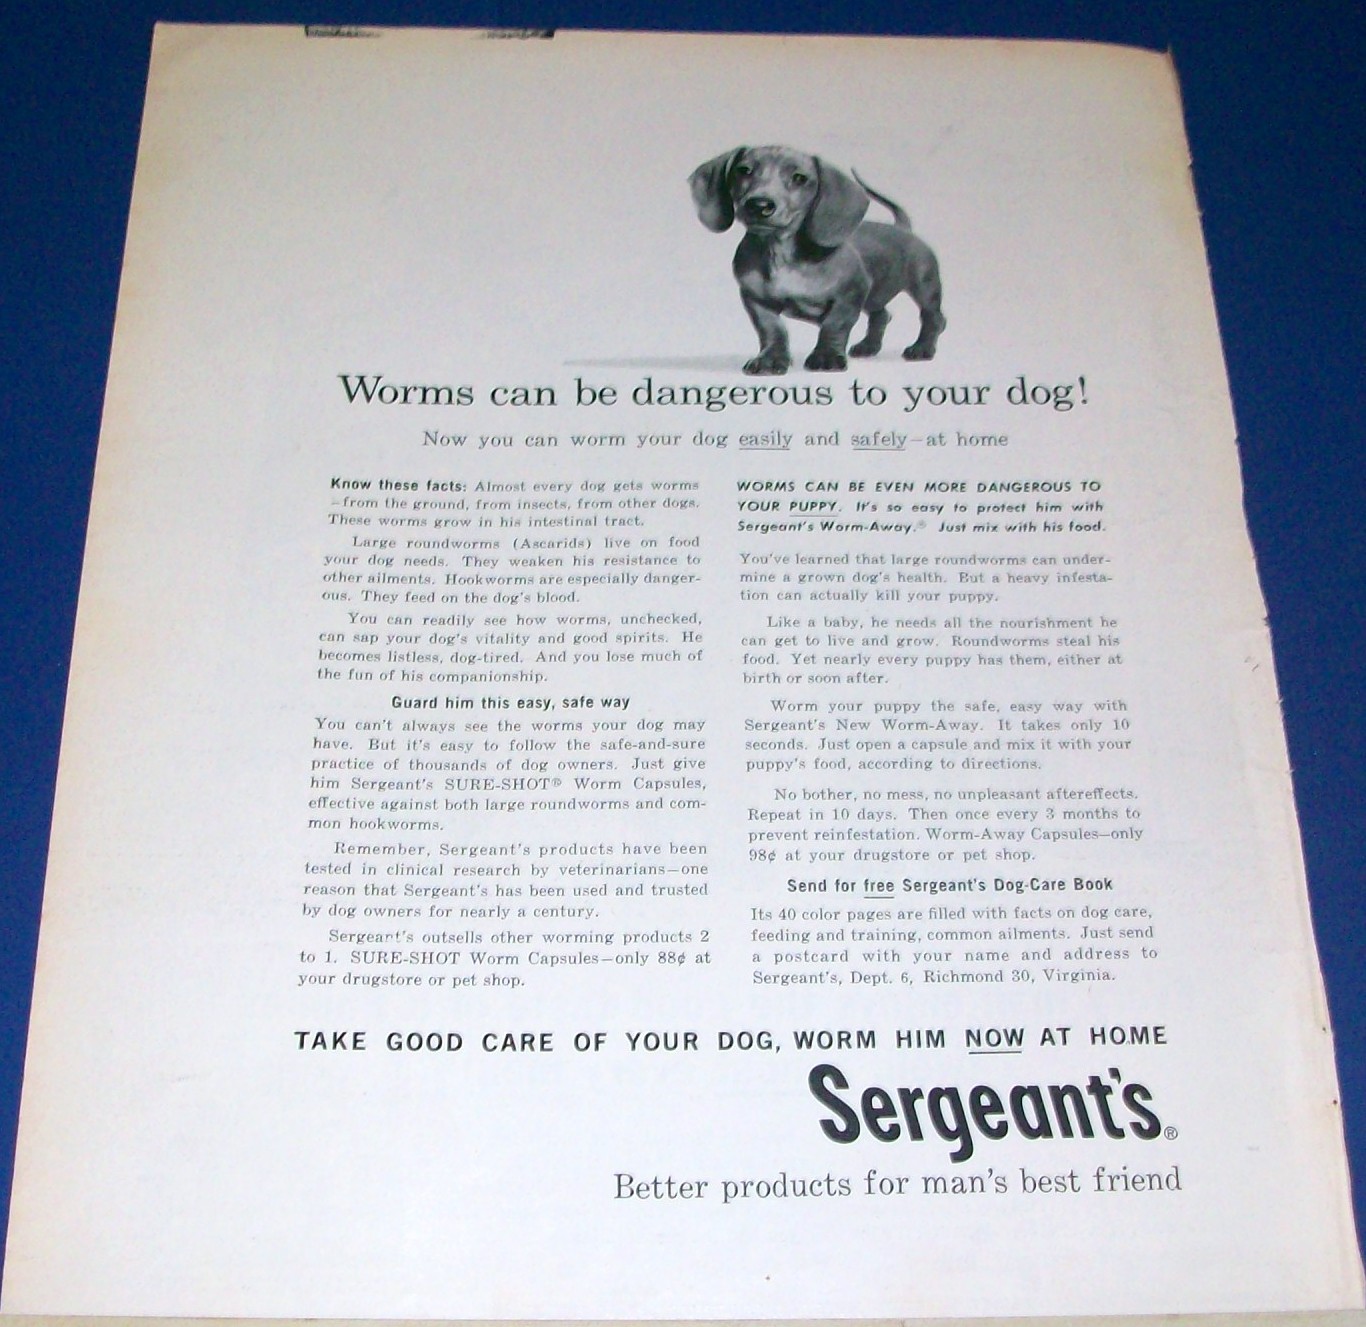 Worms can be dangerous to your dog!
Now you can worm your dog easily and safely—at home
Know these facts: Almost every dog gets worms
—from the ground, from insects, from other dogs.
These worms grow in his intestinal tract.
Large roundworms (Ascarids) live on food
your dog needs. They weaken his resistance to
other ailments. Hookworms are especially danger-
ous. They feed on the dog's blood.
You can readily see how worms, unchecked,
can sap your dog's vitality and good spirits. He
becomes listless, dog-tired. And you lose much of
the fun of his companionship.
Guard him this easy, safe way
You can't always see the worms your dog may
have. But it's easy to follow the safe-and-sure
practice of thousands of dog owners. Just give
him Sergeant's SURE-SHOT® Worm Capsules,
effective against both large roundworms and com-
mon hookworms.
Remember, Sergeant's products have been
tested in clinical research by veterinarians—one
reason that Sergeant's has been used and trusted
by dog owners for nearly a century.
Sergeant's outsells other worming products 2
to 1. SURE-SHOT Worm Capsules—only 88¢ at
your drugstore or pet shop.
WORMS CAN BE EVEN MORE DANGEROUS TO
YOUR PUPPY. It's so easy to protect him with
Sergeant's Worm-Away.® Just mix with his food.
You've learned that large roundworms can under-
mine a grown dog's health. But a heavy infesta-
tion can actually kill your puppy.
Like a baby, he needs all the nourishment he
can get to live and grow. Roundworms steal his
food. Yet nearly every puppy has them, either at
birth or soon after.
Worm your puppy the safe, easy way with
Sergeant's New Worm-Away. It takes only 10
seconds. Just open a capsule and mix it with your
puppy's food, according to directions.
No bother, no mess, no unpleasant aftereffects.
Repeat in 10 days. Then once every 3 months to
prevent reinfestation. Worm-Away Capsules—only
98¢ at your drugstore or pet shop.
Send for free Sergeant's Dog-Care Book
Its 40 color pages are filled with facts on dog care,
feeding and training, common ailments. Just send
a postcard with your name and address to
Sergeant's, Dept. 6, Richmond 30, Virginia.
TAKE GOOD CARE OF YOUR DOG, WORM HIM NOW AT HOME
Sergeant's®
Better products for man's best friend